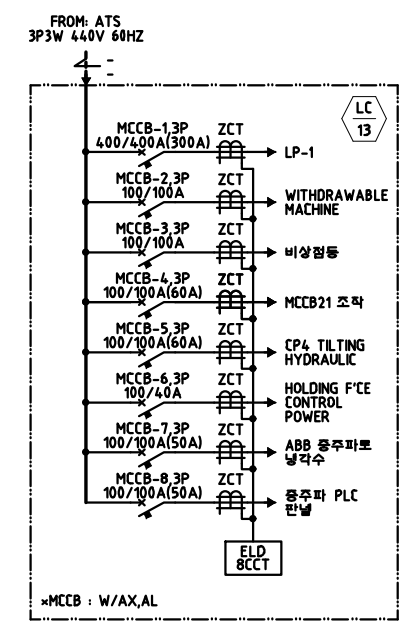 FROM: ATS
3P3W 440V 60HZ
LC
13
MCCB-1,3P
400/400A(300A)
ZCT
LP-1
MCCB-2,3P
100/100A
ZCT
WITHDRAWABLE
MACHINE
MCCB-3,3P
100/100A
ZCT
비상점등
MCCB-4,3P
100/100A(60A)
ZCT
MCCB21 조작
MCCB-5,3P
100/100A(60A)
ZCT
CP4 TILTING
HYDRAULIC
MCCB-6,3P
100/40A
ZCT
HOLDING F'CE
CONTROL
POWER
MCCB-7,3P
100/100A(50A)
ZCT
ABB 중주파로
냉각수
MCCB-8,3P
100/100A(50A)
ZCT
중주파 PLC
판넬
ELD
8CCT
*MCCB : W/AX,AL